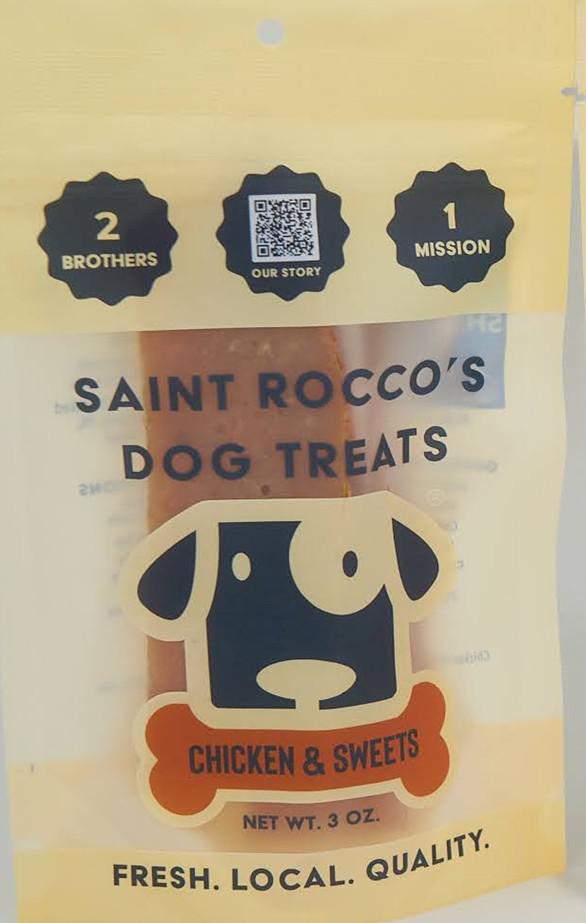 2
BROTHERS
OUR STORY
1
MISSION
SAINT ROCCO'S
DOG TREATS
®
CHICKEN & SWEETS
NET WT. 3 OZ.
FRESH. LOCAL. QUALITY.